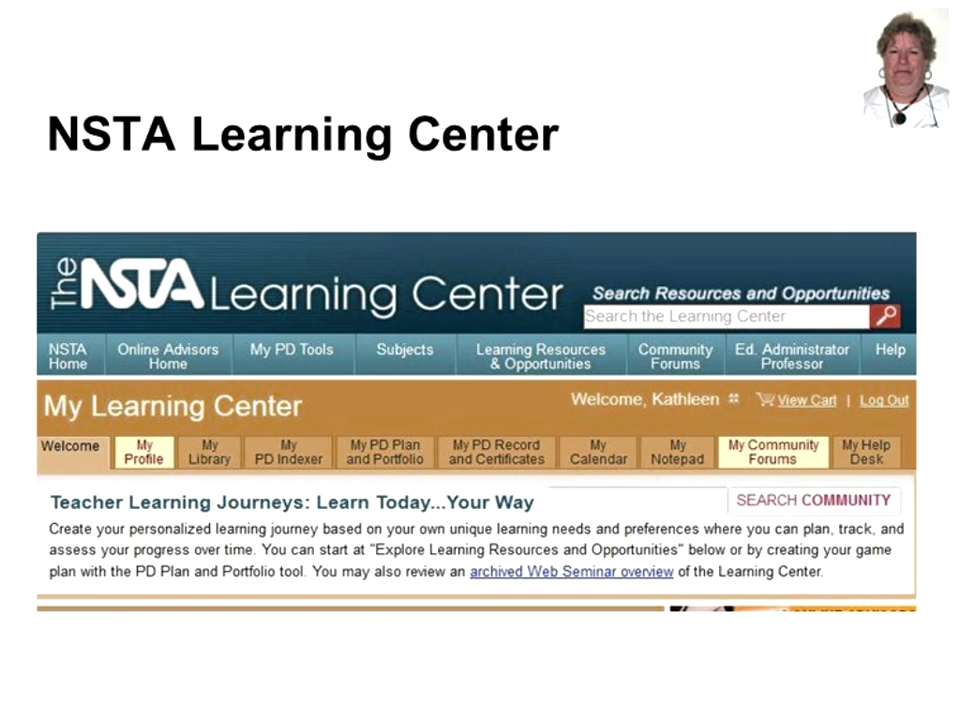 NSTA Learning Center
The NSTA Learning Center
Search Resources and Opportunities
Search the Learning Center
NSTA Home
Online Advisors Home
My PD Tools
Subjects
Learning Resources & Opportunities
Community Forums
Ed. Administrator Professor
Help
My Learning Center
Welcome, Kathleen
View Cart | Log Out
Welcome
My Profile
My Library
My PD Indexer
My PD Plan and Portfolio
My PD Record and Certificates
My Calendar
My Notepad
My Community Forums
My Help Desk
Teacher Learning Journeys: Learn Today...Your Way
SEARCH COMMUNITY
Create your personalized learning journey based on your own unique learning needs and preferences where you can plan, track, and
assess your progress over time. You can start at "Explore Learning Resources and Opportunities" below or by creating your game
plan with the PD Plan and Portfolio tool. You may also review an archived Web Seminar overview of the Learning Center.